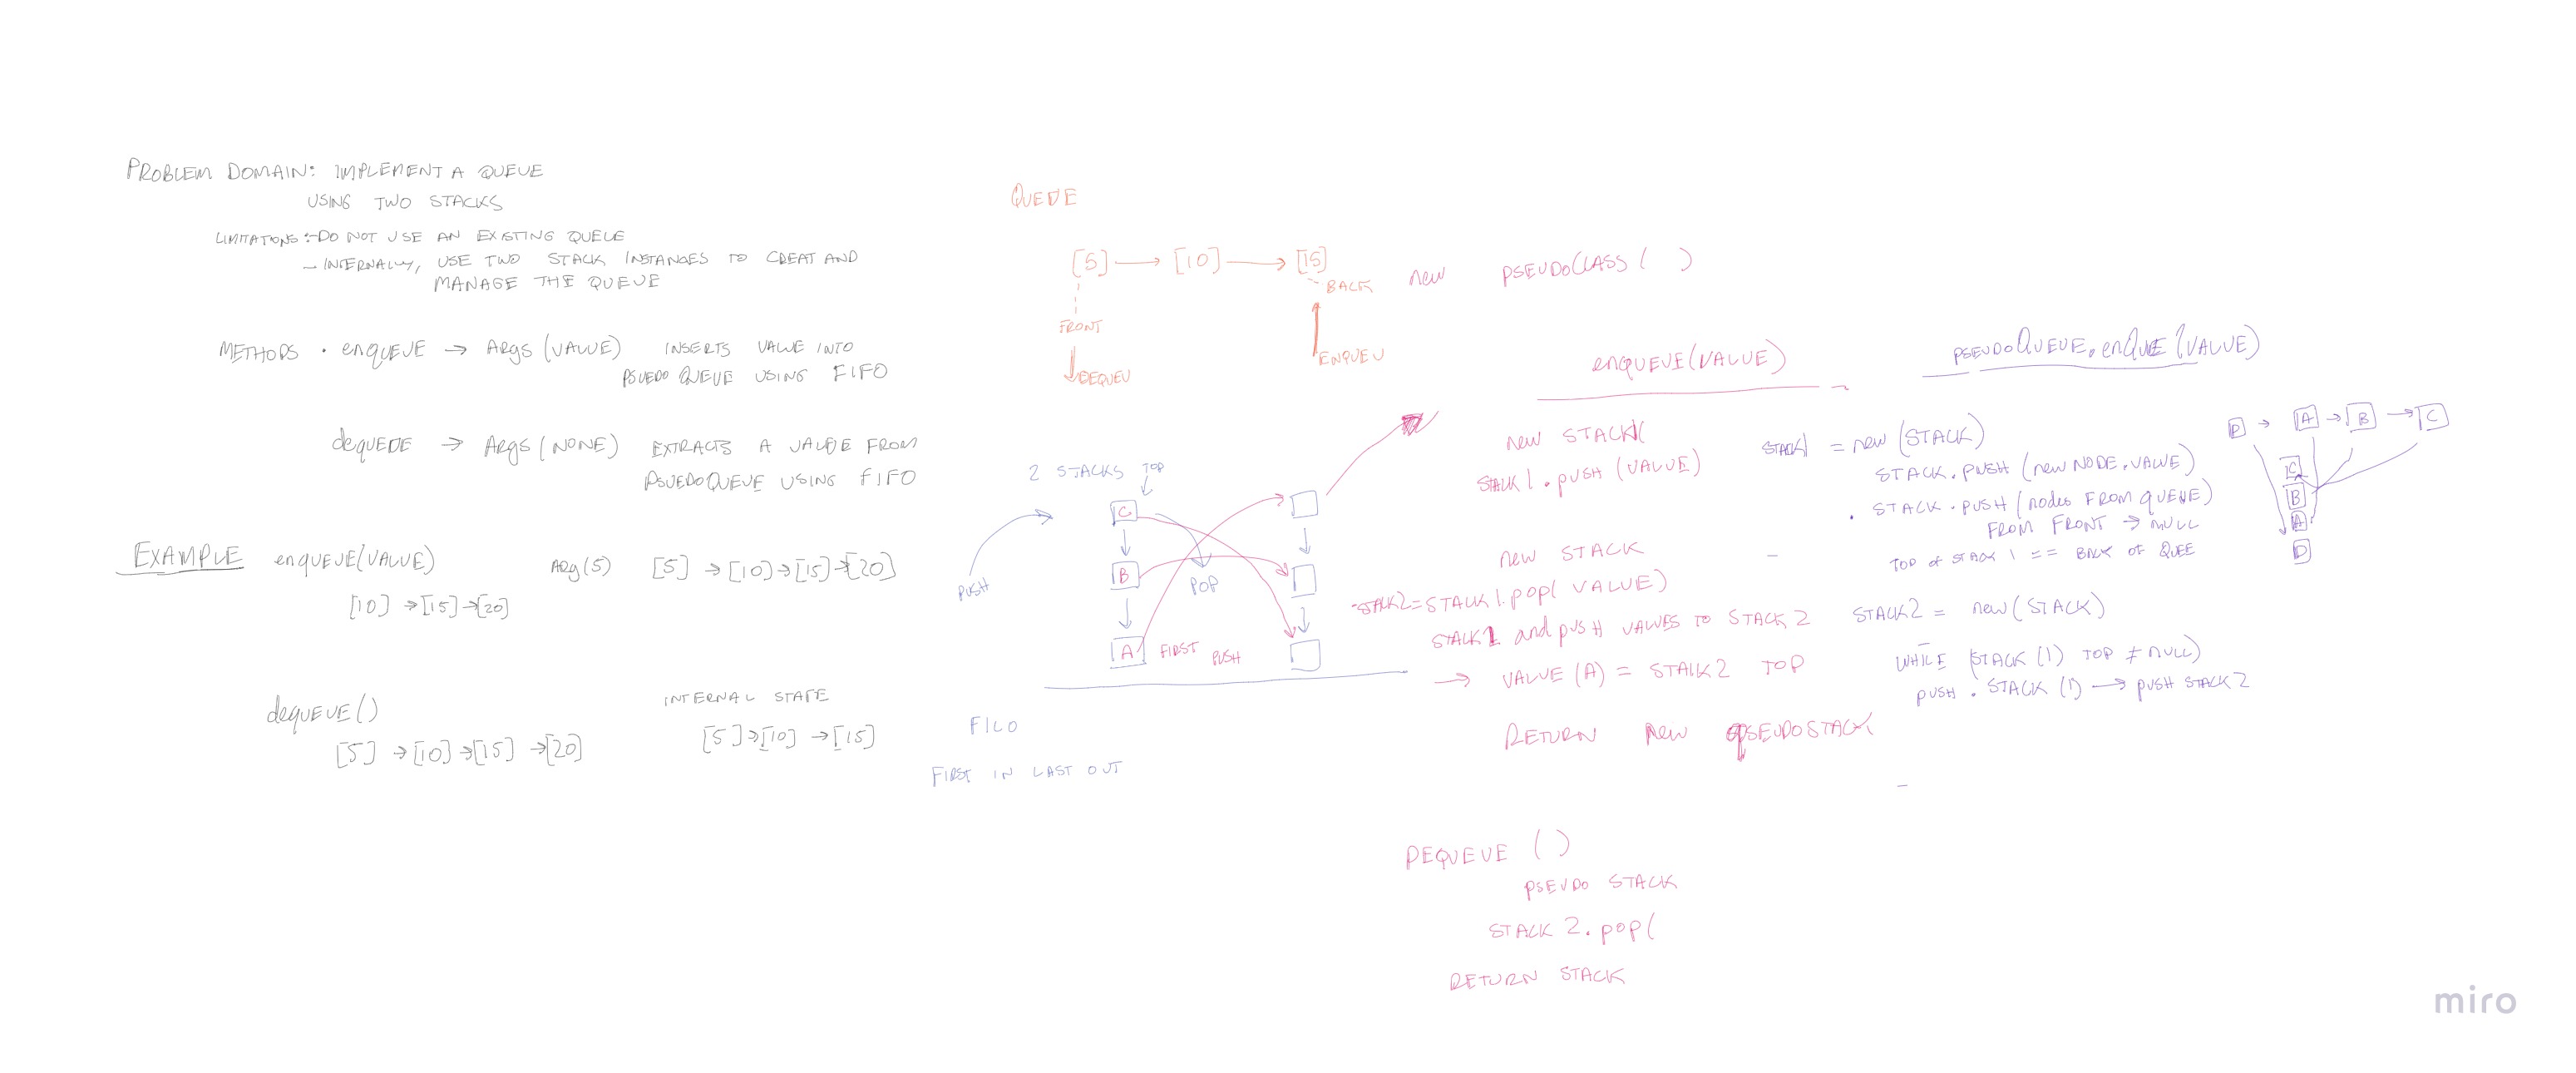 PROBLEM DOMAIN: IMPLEMENT A QUEUE
USING TWO STACKS
LIMITATIONS:- DO NOT USE AN EXISTING QUEUE
- INTERNALLY, USE TWO STACK INSTANCES TO CREAT AND
MANAGE THE QUEUE
METHODS • enQUEUE → Args (VALUE) INSERTS VALUE INTO
PSUEDO QUEUE USING FIFO
deQUEUE → Args (NONE) EXTRACTS A VALUE FROM
PSUEDO QUEUE USING FIFO
EXAMPLE enQUEUE(VALUE) Arg(5) [5] → [10] → [15] → [20]
[10] → [15] → [20]
deQUEUE()
[5] → [10] → [15] → [20]
INTERNAL STATE
[5] → [10] → [15]
QUEUE
[5] → [10] → [15]
BACK
FRONT
DEQUEU
ENQUEU
2 STACKS TOP
C
B
A
PUSH
POP
FIRST PUSH
FILO
FIRST IN LAST OUT
new PSEUDOCLASS ( )
enQUEUE(VALUE)
new STACK1(
STACK1.PUSH (VALUE)
new STACK
STACK2=STACK1.pop( VALUE)
STACK1 and pUSH VALUES TO STACK 2
→ VALUE (A) = STACK2 TOP
RETURN new PSEUDOSTACK
DEQUEUE ( )
PSEUDO STACK
STACK 2.pop(
RETURN STACK
PSEUDOQUEUE.enQUE (VALUE)
STACK1 = new (STACK)
STACK.PUSH (new NODE.VALUE)
• STACK.PUSH (nodes FROM QUEUE)
FROM FRONT → NULL
TOP of STACK 1 == BACK OF QUEE
STACK2 = new (STACK)
WHILE (STACK (1) TOP ≠ NULL)
PUSH . STACK (1) → PUSH STACK 2
D → A → B → C
C
B
A
D
miro